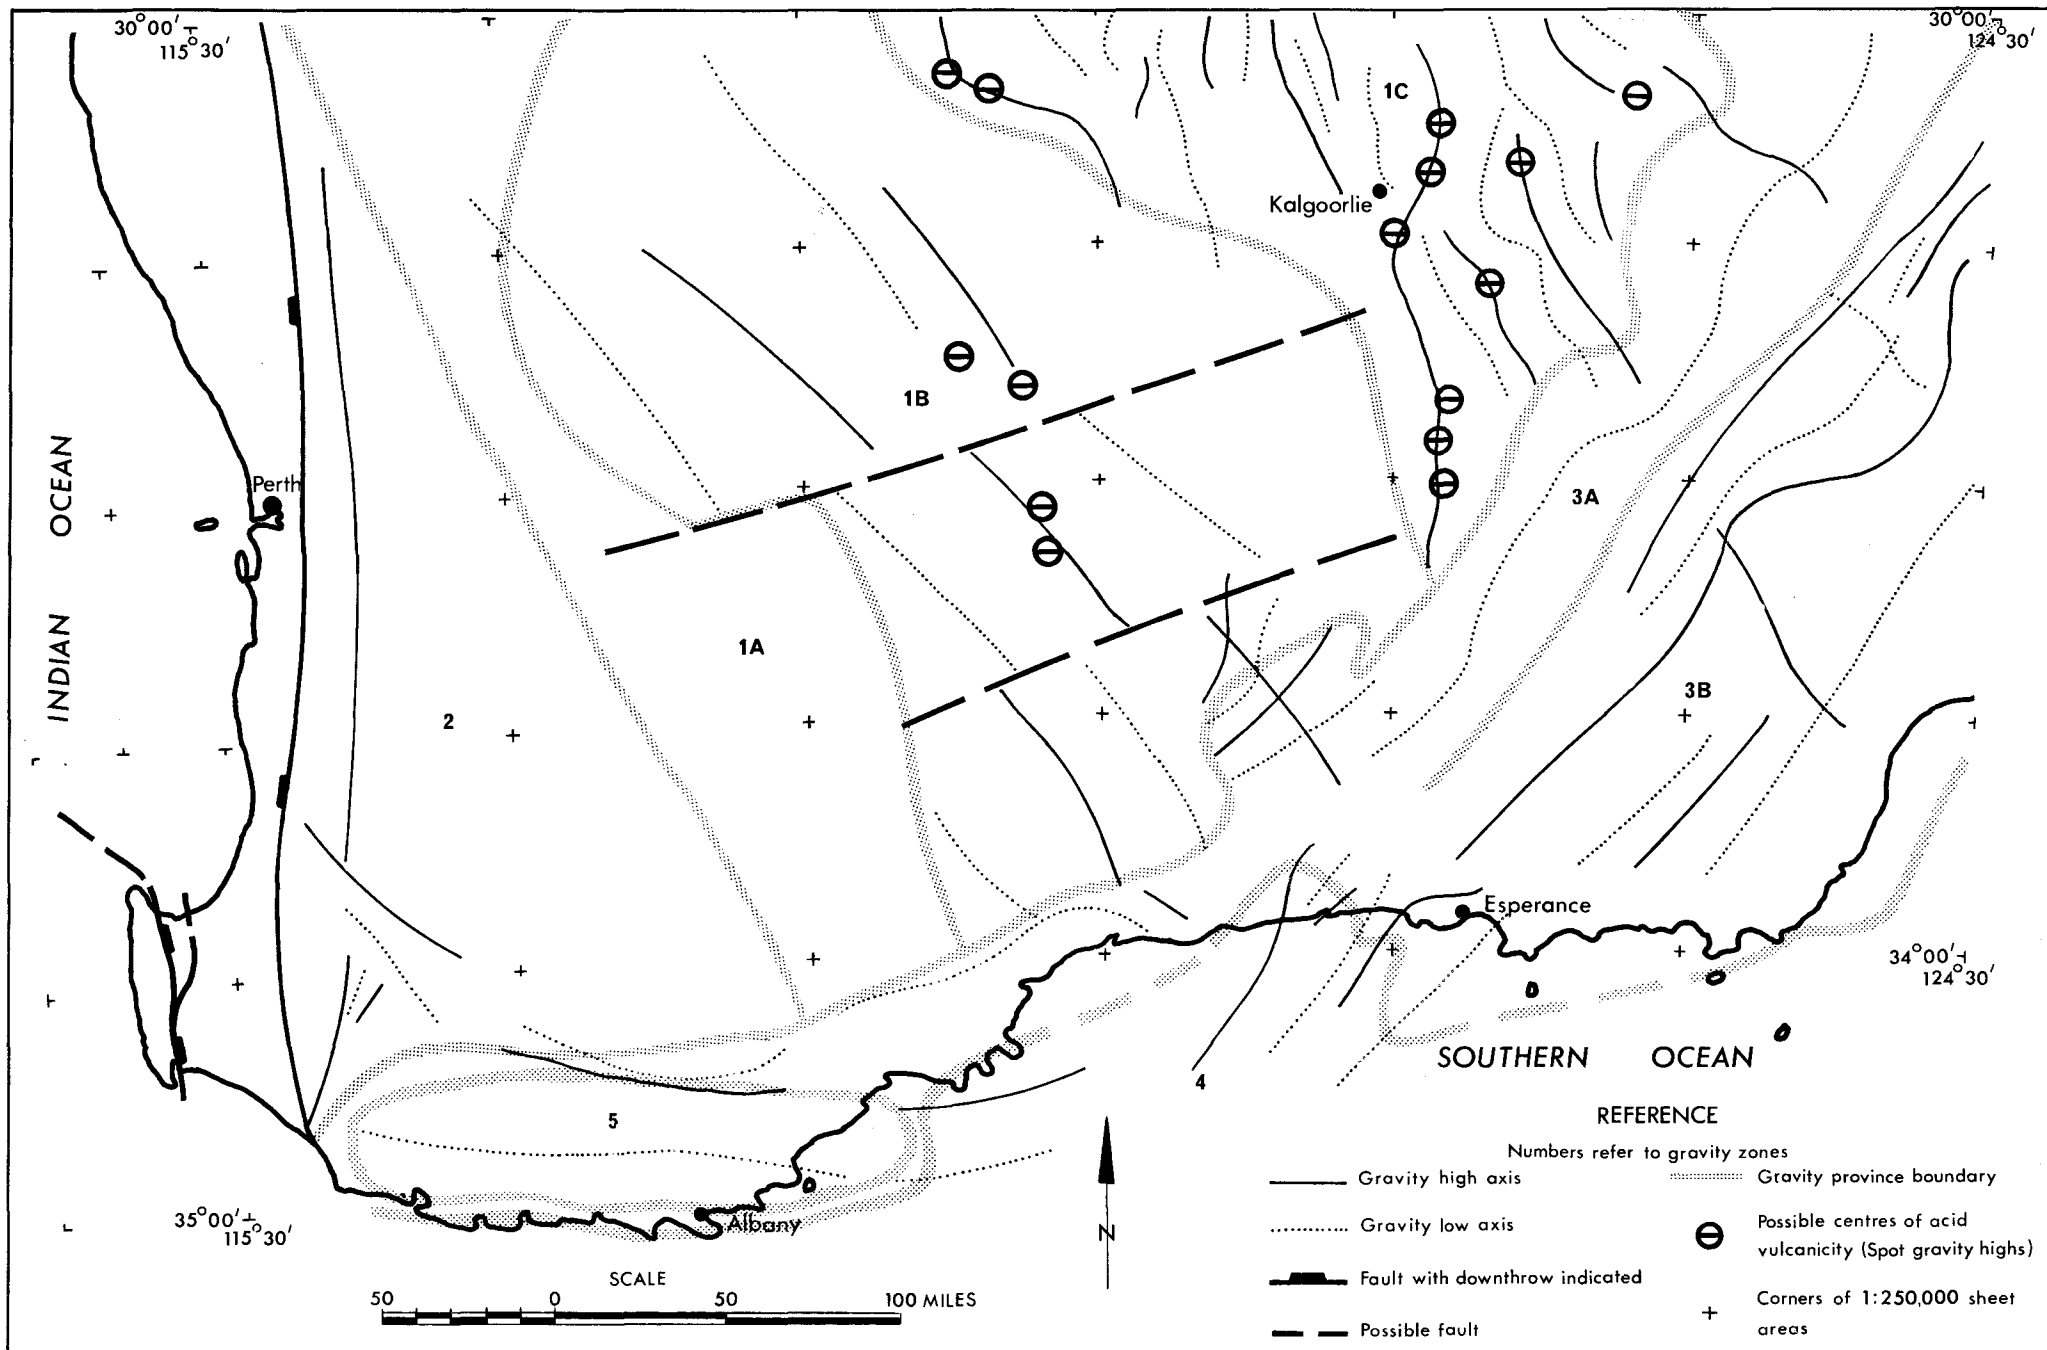 30°00′
115°30′
30°00′
124°30′
1C
Kalgoorlie
1B
INDIAN OCEAN
Perth
3A
1A
2
3B
Esperance
34°00′
124°30′
SOUTHERN OCEAN
4
5
Albany
35°00′
115°30′
N
SCALE
50 0 50 100 MILES
REFERENCE
Numbers refer to gravity zones
Gravity high axis
Gravity low axis
Fault with downthrow indicated
Possible fault
Gravity province boundary
Possible centres of acid
vulcanicity (Spot gravity highs)
Corners of 1:250,000 sheet
areas